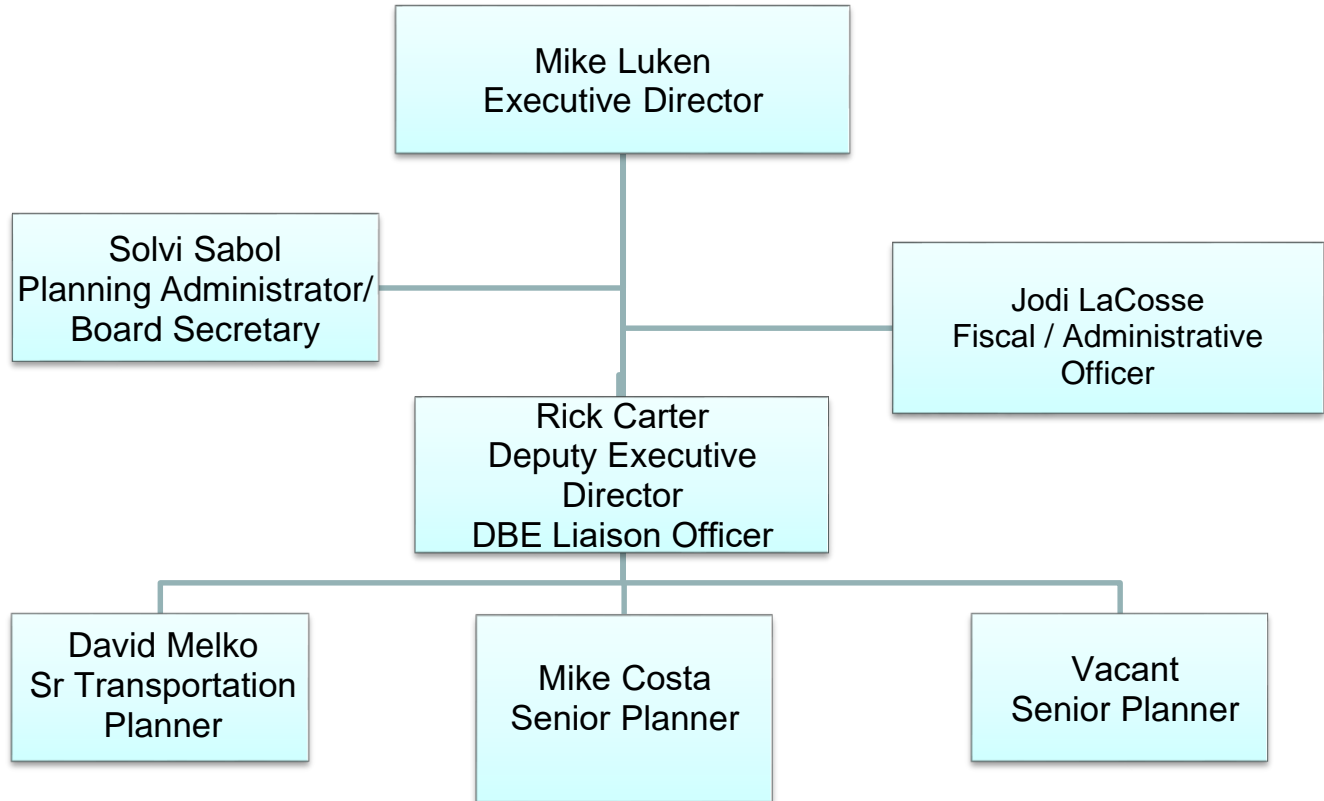 Mike Luken
Executive Director
Solvi Sabol
Planning Administrator/
Board Secretary
Jodi LaCosse
Fiscal / Administrative
Officer
Rick Carter
Deputy Executive
Director
DBE Liaison Officer
David Melko
Sr Transportation
Planner
Mike Costa
Senior Planner
Vacant
Senior Planner